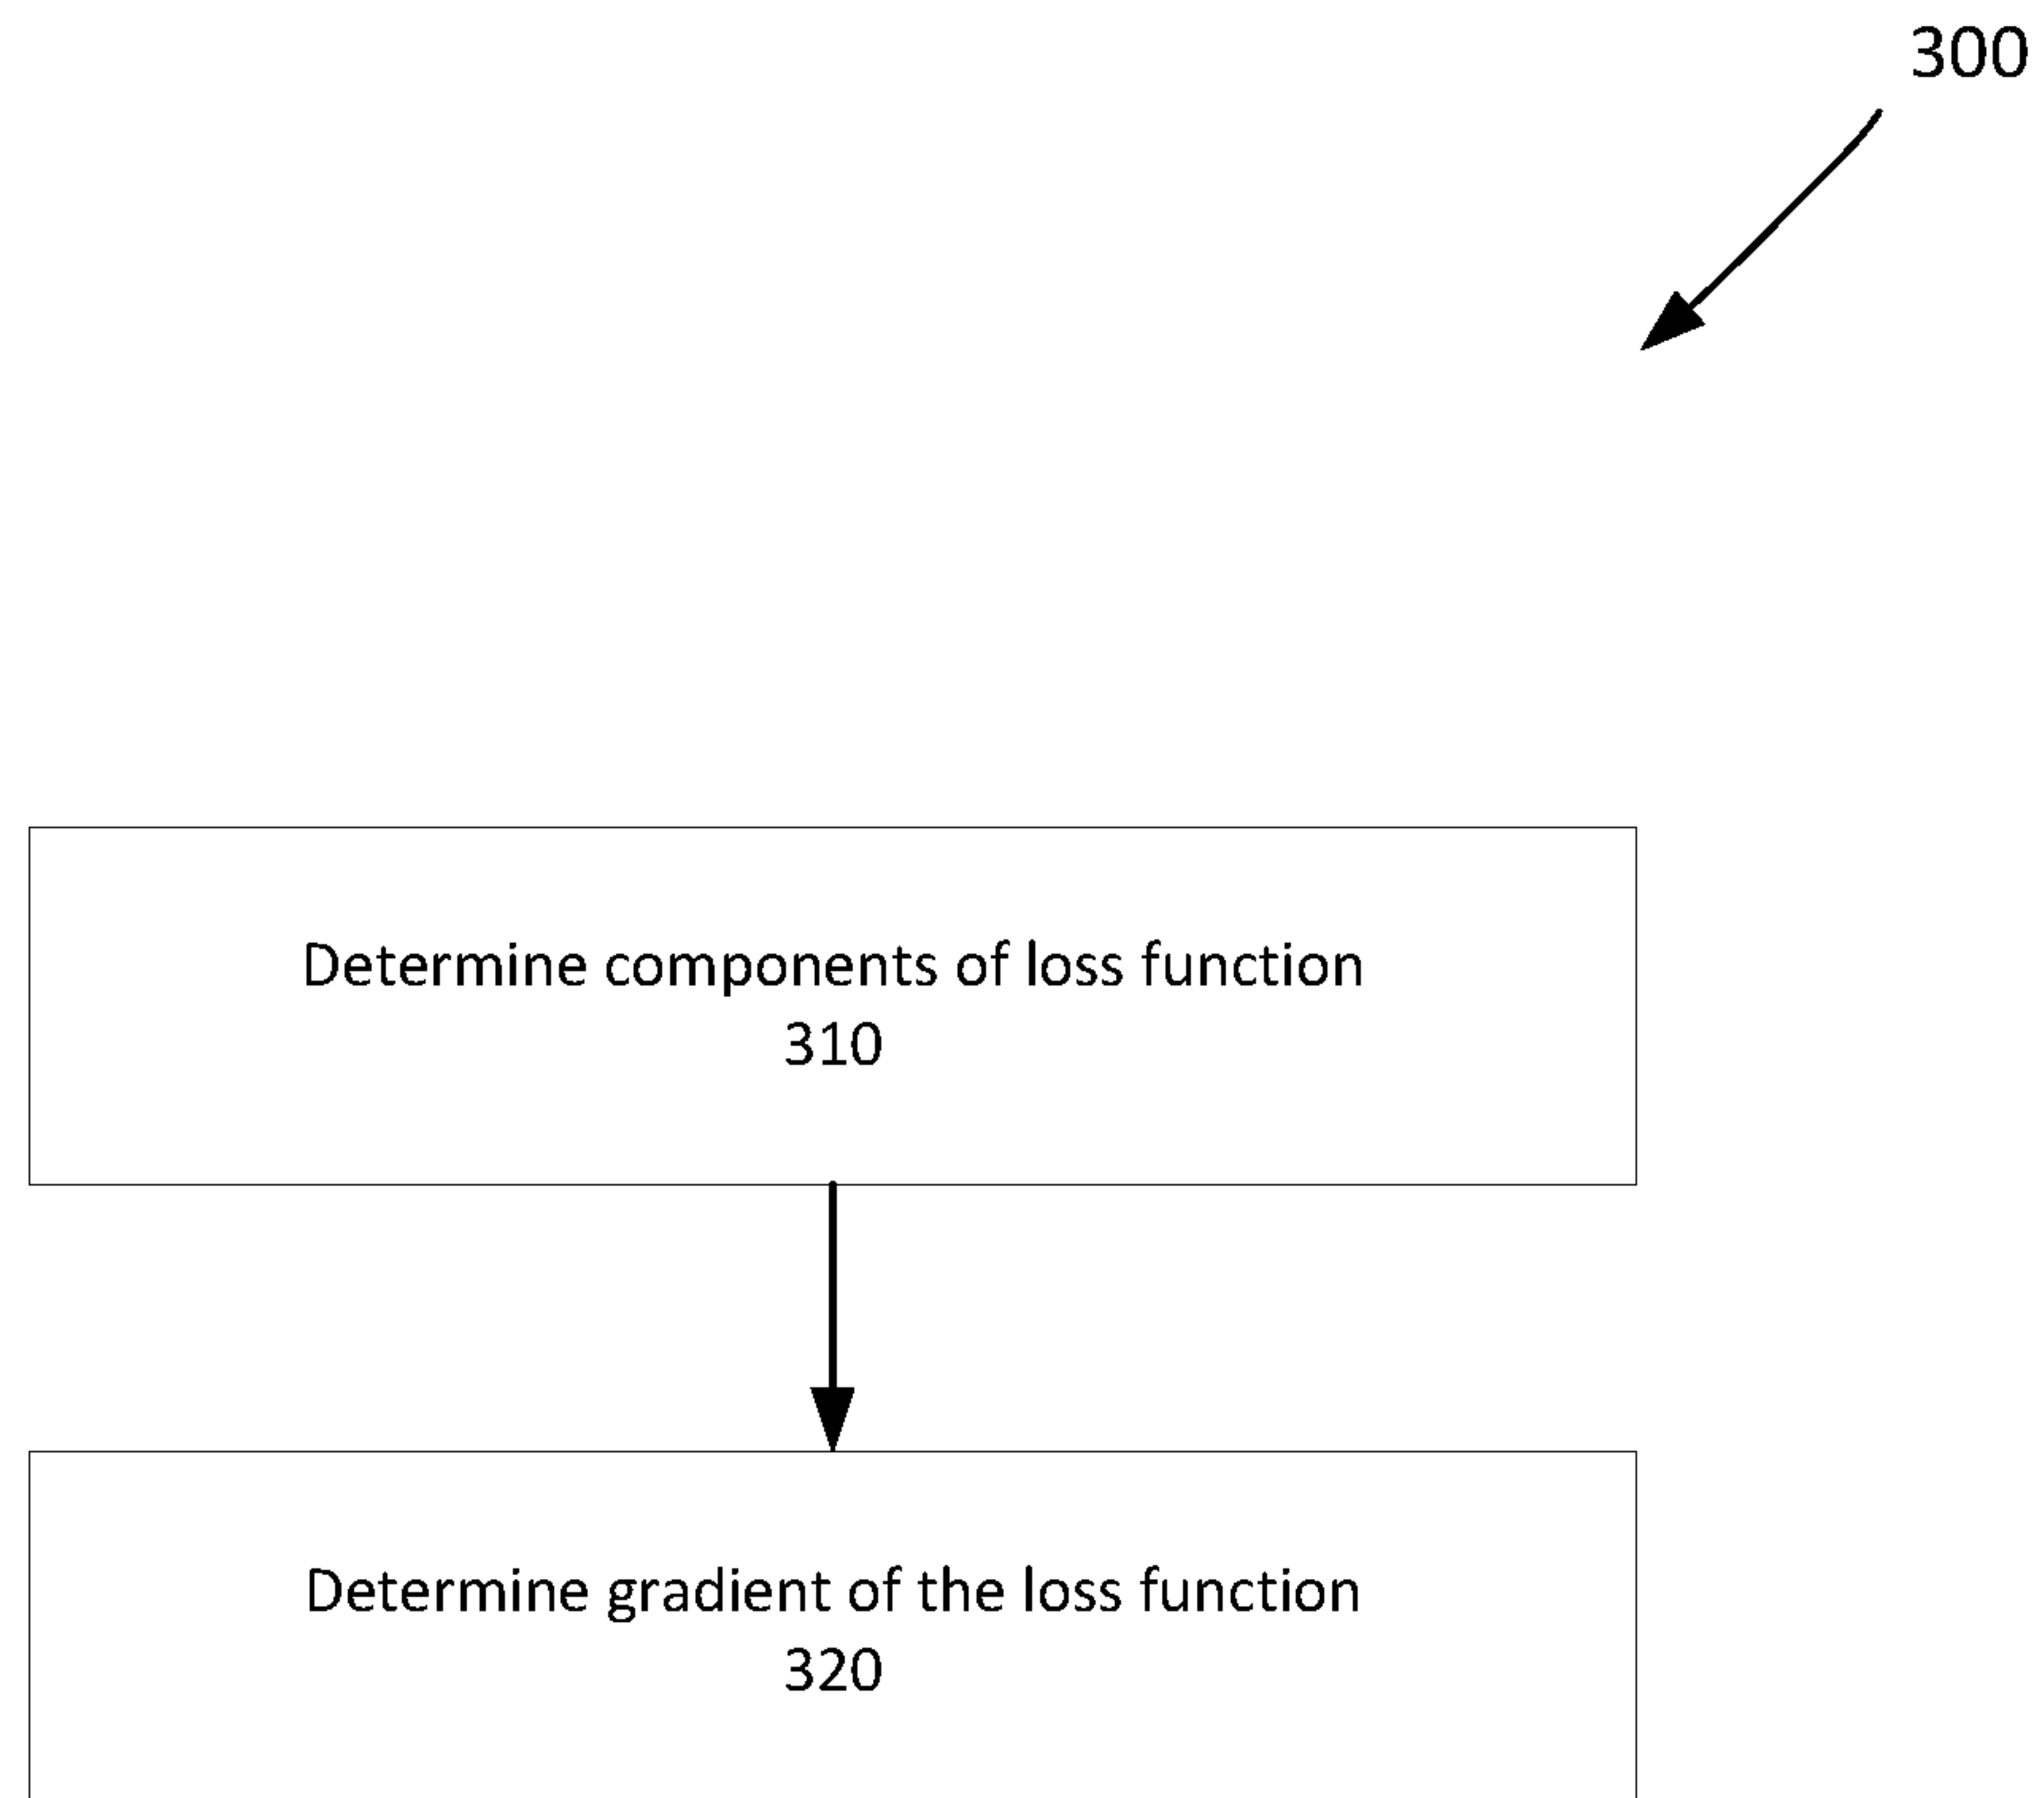 300
Determine components of loss function
310
Determine gradient of the loss function
320